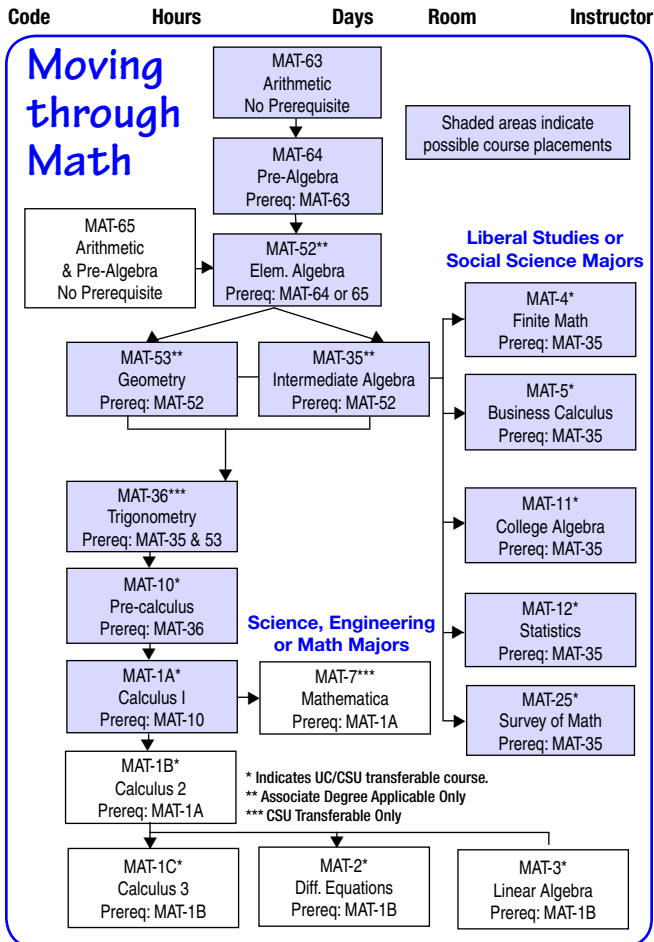 Code Hours Days Room Instructor
Moving
through
Math
MAT-63
Arithmetic
No Prerequisite
Shaded areas indicate
possible course placements
MAT-64
Pre-Algebra
Prereq: MAT-63
MAT-65
Arithmetic
& Pre-Algebra
No Prerequisite
MAT-52**
Elem. Algebra
Prereq: MAT-64 or 65
Liberal Studies or
Social Science Majors
MAT-4*
Finite Math
Prereq: MAT-35
MAT-53**
Geometry
Prereq: MAT-52
MAT-35**
Intermediate Algebra
Prereq: MAT-52
MAT-5*
Business Calculus
Prereq: MAT-35
MAT-36***
Trigonometry
Prereq: MAT-35 & 53
MAT-11*
College Algebra
Prereq: MAT-35
MAT-10*
Pre-calculus
Prereq: MAT-36
Science, Engineering
or Math Majors
MAT-12*
Statistics
Prereq: MAT-35
MAT-1A*
Calculus I
Prereq: MAT-10
MAT-7***
Mathematica
Prereq: MAT-1A
MAT-25*
Survey of Math
Prereq: MAT-35
MAT-1B*
Calculus 2
Prereq: MAT-1A
* Indicates UC/CSU transferable course.
** Associate Degree Applicable Only
*** CSU Transferable Only
MAT-1C*
Calculus 3
Prereq: MAT-1B
MAT-2*
Diff. Equations
Prereq: MAT-1B
MAT-3*
Linear Algebra
Prereq: MAT-1B